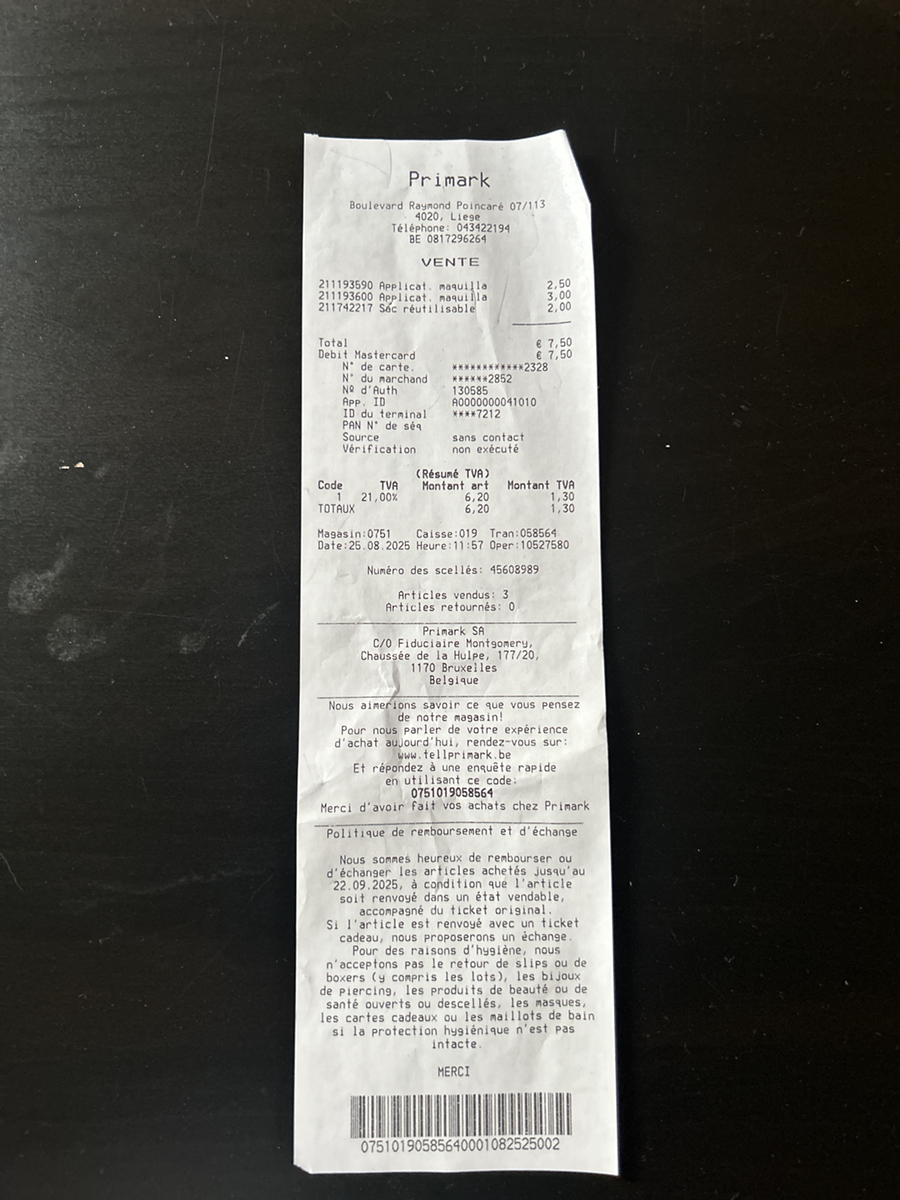 Primark
Boulevard Raymond Poincaré 07/113
4020, Liege
Téléphone: 043422194
BE 0817296264
VENTE
211193590 Applicat. maquilla 2,50
211193600 Applicat. maquilla 3,00
211742217 Sac réutilisable 2,00
Total € 7,50
Debit Mastercard € 7,50
N° de carte. ************2328
N° du marchand ******2852
Nº d'Auth 130585
App. ID A0000000041010
ID du terminal ****7212
PAN N° de séq
Source sans contact
Vérification non exécuté
(Résumé TVA)
Code TVA Montant art Montant TVA
1 21,00% 6,20 1,30
TOTAUX 6,20 1,30
Magasin:0751 Caisse:019 Tran:058564
Date:25.08.2025 Heure:11:57 Oper:10527580
Numéro des scellés: 45608989
Articles vendus: 3
Articles retournés: 0
Primark SA
C/O Fiduciaire Montgomery,
Chaussée de la Hulpe, 177/20,
1170 Bruxelles
Belgique
Nous aimerions savoir ce que vous pensez
de notre magasin!
Pour nous parler de votre expérience
d'achat aujourd'hui, rendez-vous sur:
www.tellprimark.be
Et répondez à une enquête rapide
en utilisant ce code:
0751019058564
Merci d'avoir fait vos achats chez Primark
Politique de remboursement et d'échange
Nous sommes heureux de rembourser ou
d'échanger les articles achetés jusqu'au
22.09.2025, à condition que l'article
soit renvoyé dans un état vendable,
accompagné du ticket original.
Si l'article est renvoyé avec un ticket
cadeau, nous proposerons un échange.
Pour des raisons d'hygiène, nous
n'acceptons pas le retour de slips ou de
boxers (y compris les lots), les bijoux
de piercing, les produits de beauté ou de
santé ouverts ou descellés, les masques,
les cartes cadeaux ou les maillots de bain
si la protection hygiénique n'est pas
intacte.
MERCI
07510190585640001082525002